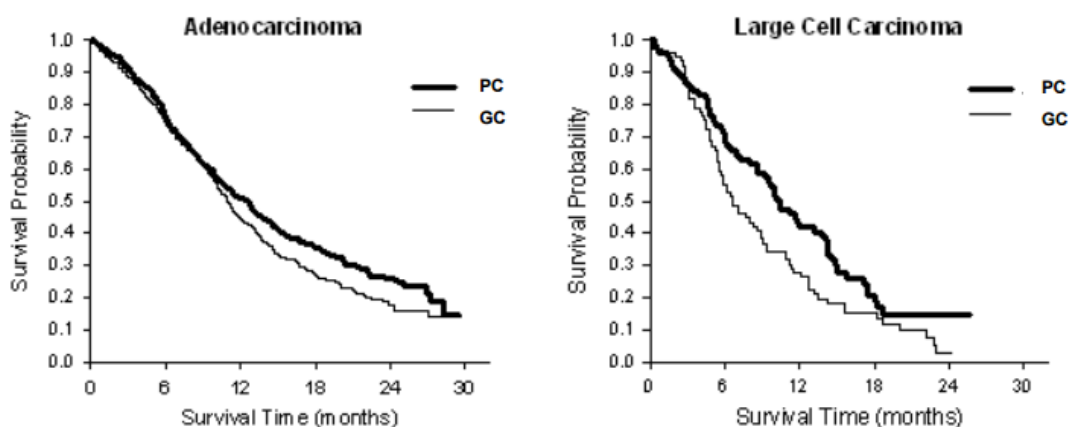 Adenocarcinoma
1.0
0.9
0.8
0.7
0.6
0.5
0.4
0.3
0.2
0.1
0.0
Survival Probability
PC
GC
0 6 12 18 24 30
Survival Time (months)
Large Cell Carcinoma
1.0
0.9
0.8
0.7
0.6
0.5
0.4
0.3
0.2
0.1
0.0
Survival Probability
PC
GC
0 6 12 18 24 30
Survival Time (months)